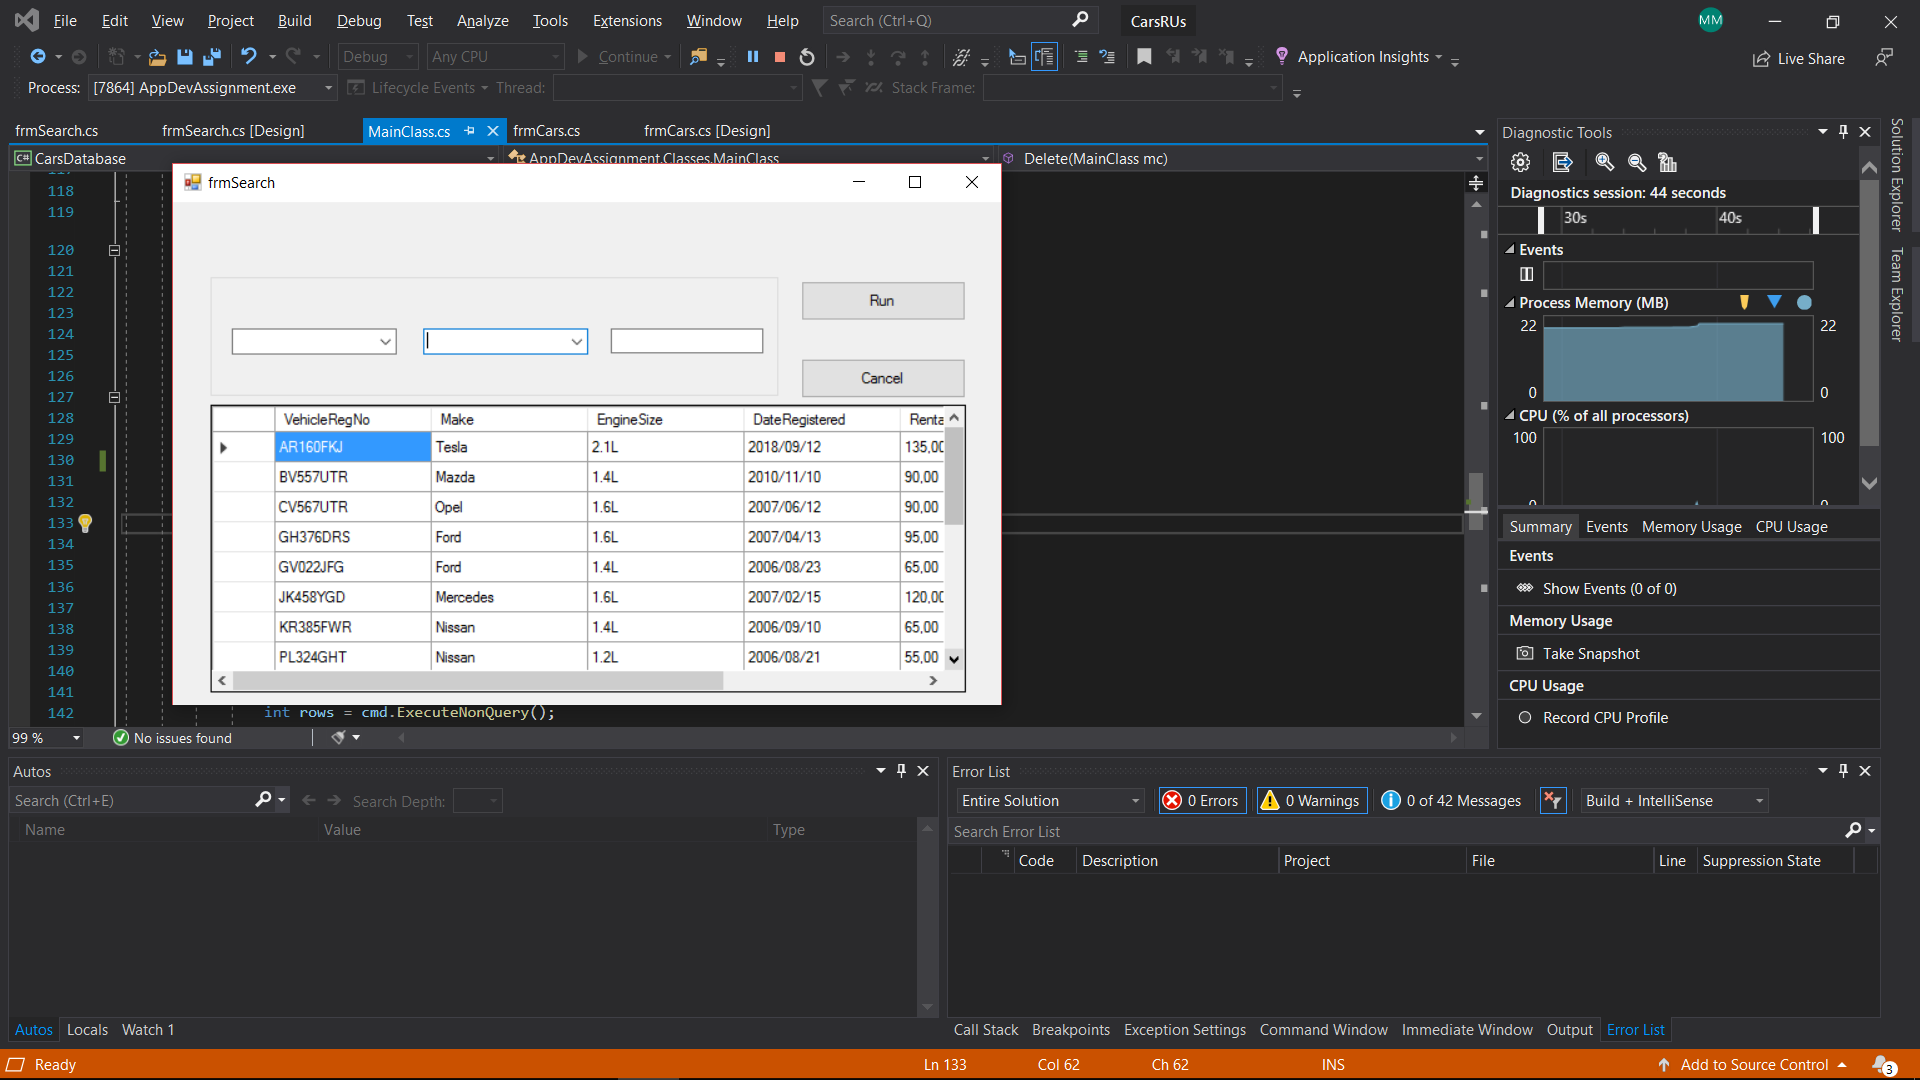 File Edit View Project Build Debug Test Analyze Tools Extensions Window Help Search (Ctrl+Q) CarsRUs MM
Debug Any CPU Continue Application Insights Live Share
Process: [7864] AppDevAssignment.exe Lifecycle Events Thread: Stack Frame:
frmSearch.cs frmSearch.cs [Design] MainClass.cs frmCars.cs frmCars.cs [Design]
C# CarsDatabase AppDevAssignment.Classes.MainClass Delete(MainClass mc)
118
119
120
121
122
123
124
125
126
127
128
129
130
131
132
133
134
135
136
137
138
139
140
141
142 int rows = cmd.ExecuteNonQuery();
frmSearch
Run
Cancel
VehicleRegNo Make EngineSize DateRegistered Renta
AR160FKJ Tesla 2.1L 2018/09/12 135,00
BV557UTR Mazda 1.4L 2010/11/10 90,00
CV567UTR Opel 1.6L 2007/06/12 90,00
GH376DRS Ford 1.6L 2007/04/13 95,00
GV022JFG Ford 1.4L 2006/08/23 65,00
JK458YGD Mercedes 1.6L 2007/02/15 120,00
KR385FWR Nissan 1.4L 2006/09/10 65,00
PL324GHT Nissan 1.2L 2006/08/21 55,00
99 % No issues found
Diagnostic Tools
Diagnostics session: 44 seconds
30s 40s
Events
Process Memory (MB)
22 22
0 0
CPU (% of all processors)
100 100
0 0
Summary Events Memory Usage CPU Usage
Events
Show Events (0 of 0)
Memory Usage
Take Snapshot
CPU Usage
Record CPU Profile
Solution Explorer
Team Explorer
Autos
Search (Ctrl+E) Search Depth:
Name Value Type
Autos Locals Watch 1
Error List
Entire Solution 0 Errors 0 Warnings 0 of 42 Messages Build + IntelliSense
Search Error List
Code Description Project File Line Suppression State
Call Stack Breakpoints Exception Settings Command Window Immediate Window Output Error List
Ready Ln 133 Col 62 Ch 62 INS Add to Source Control 3